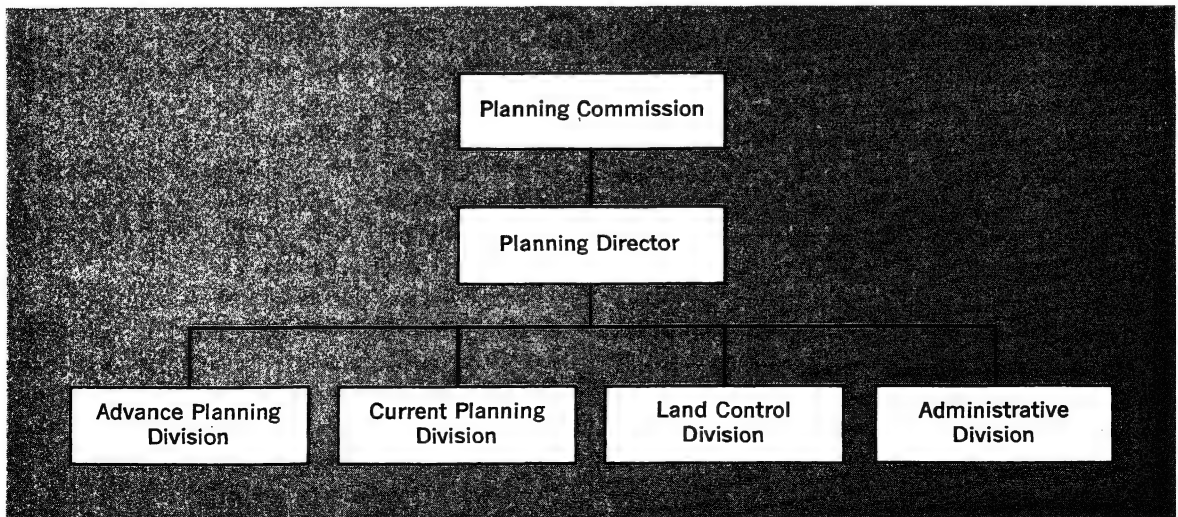 Planning Commission
Planning Director
Advance Planning
Division
Current Planning
Division
Land Control
Division
Administrative
Division